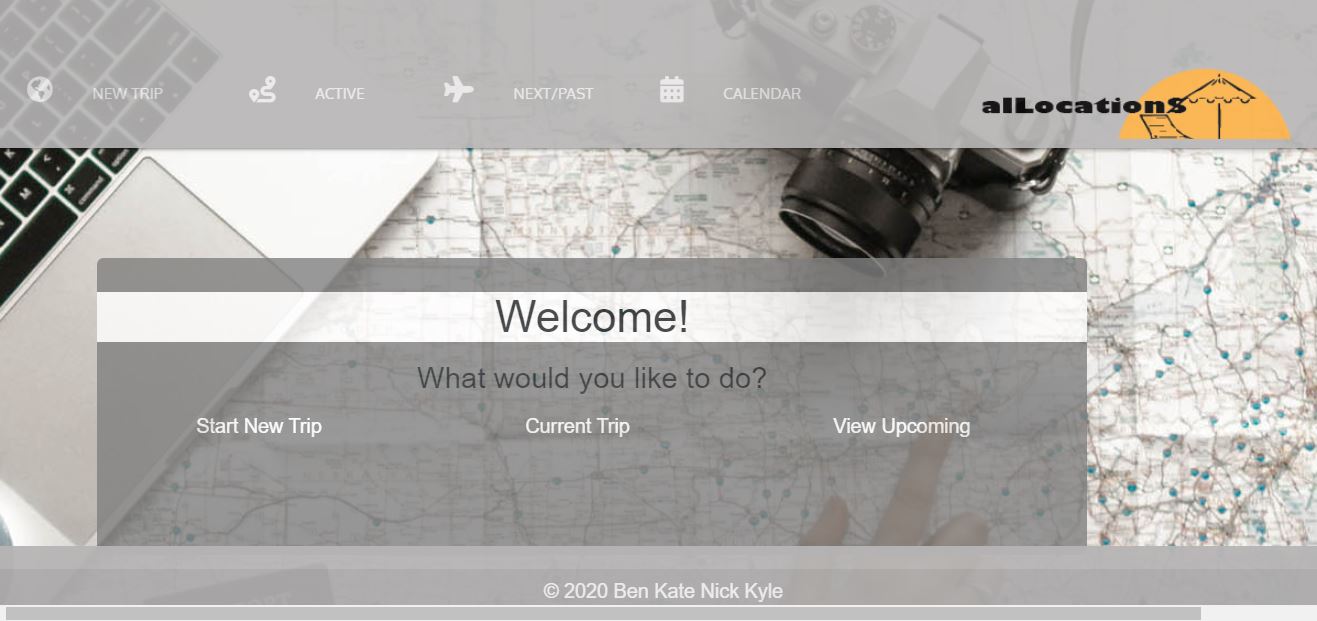 NEW TRIP
ACTIVE
NEXT/PAST
CALENDAR
alLocationS
Welcome!
What would you like to do?
Start New Trip
Current Trip
View Upcoming
© 2020 Ben Kate Nick Kyle